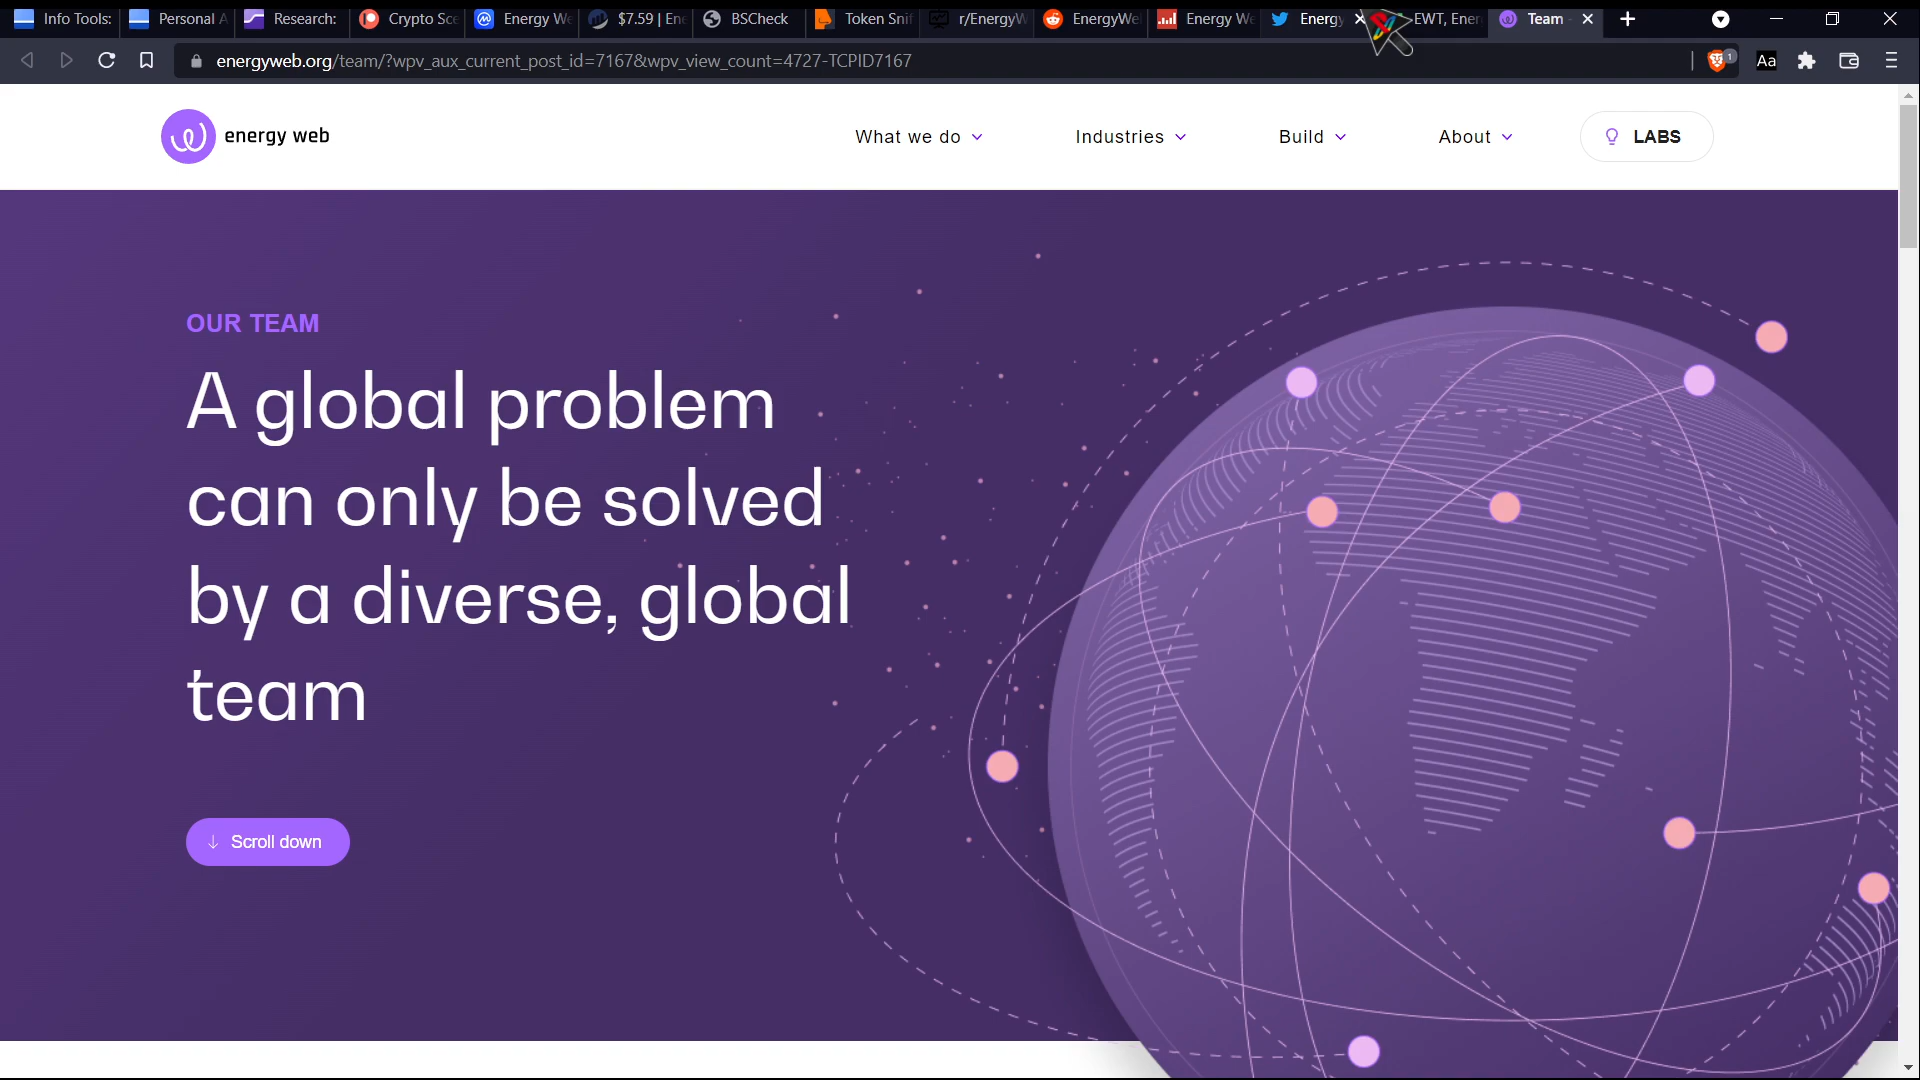 Info Tools:
Personal A
Research:
Crypto Sc
Energy We
$7.59 | Ene
BSCheck
Token Snif
r/EnergyW
EnergyWe
Energy We
Energy
EWT, Ener
Team
energyweb.org/team/?wpv_aux_current_post_id=7167&wpv_view_count=4727-TCPID7167
1
Aa
energy web
What we do
Industries
Build
About
LABS
OUR TEAM
A global problem
can only be solved
by a diverse, global
team
Scroll down